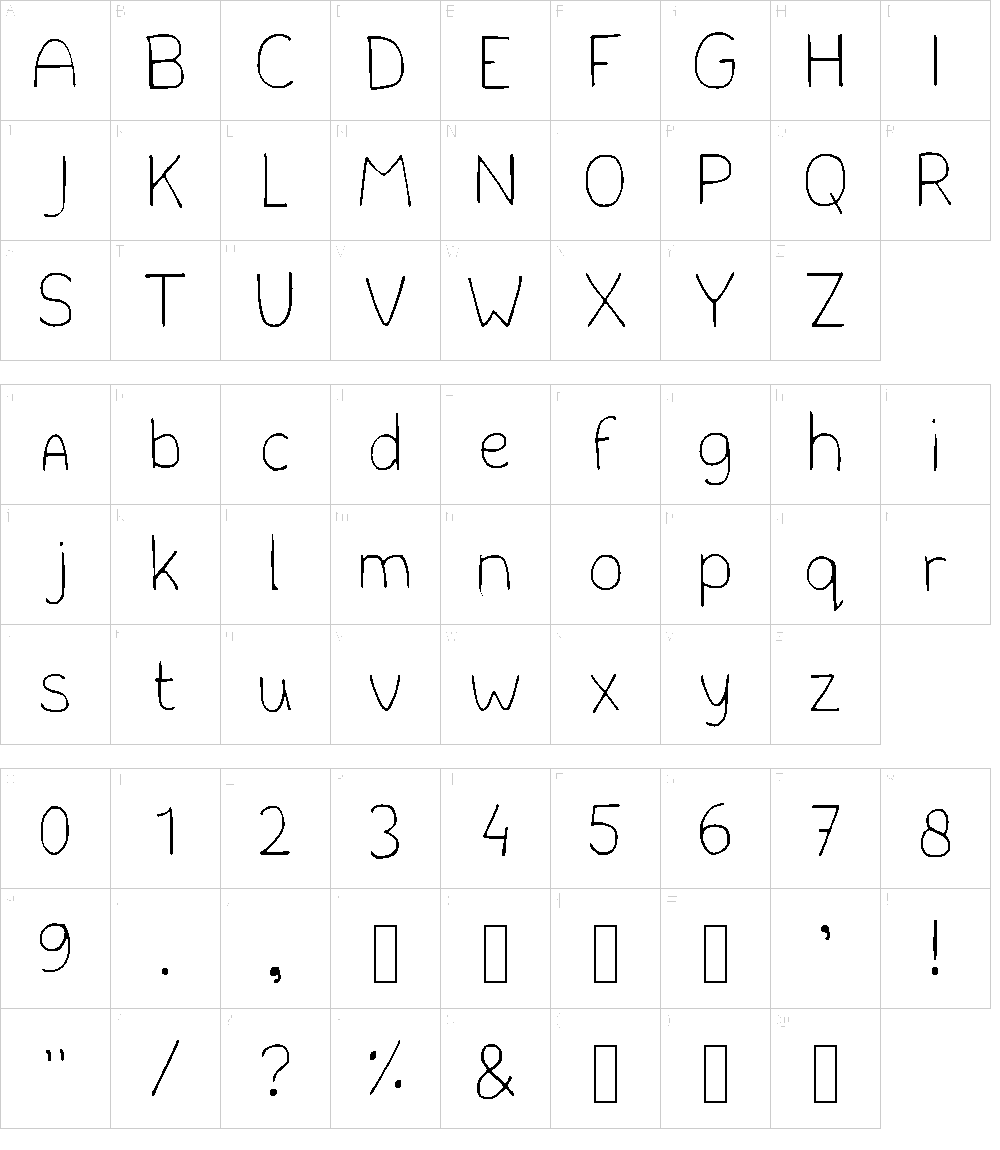 A B C D E F G H I
J K L M N O P Q R
S T U V W X Y Z
A b c d e f g h i
j k l m n o p q r
s t u v w x y z
0 1 2 3 4 5 6 7 8
9 . , ' !
" / ? % &